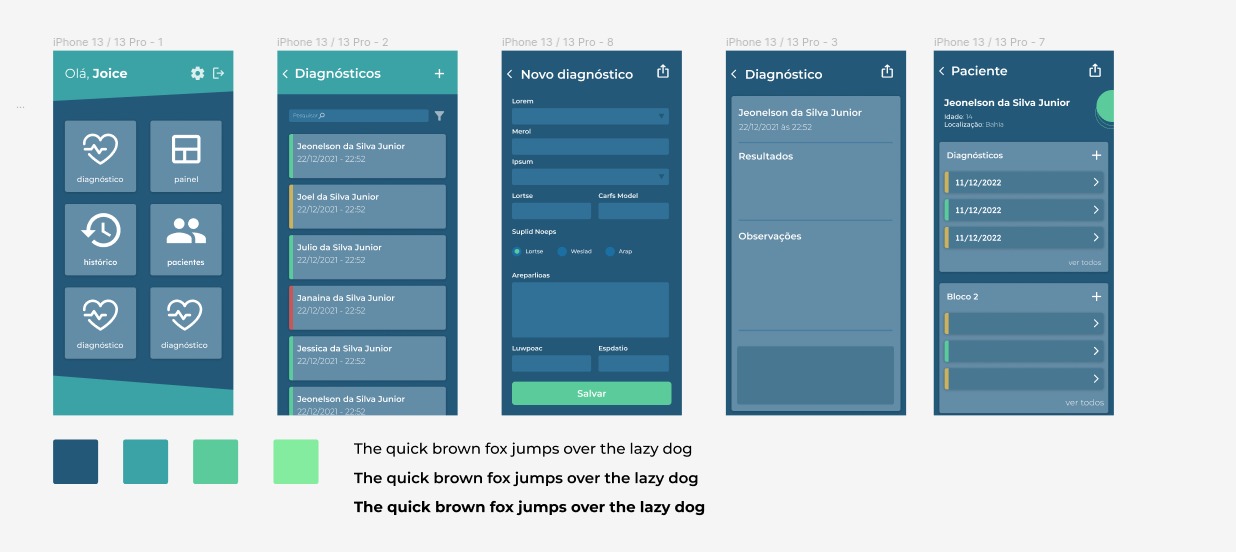 iPhone 13 / 13 Pro - 1
Olá, Joice
diagnóstico
painel
histórico
pacientes
diagnóstico
diagnóstico
iPhone 13 / 13 Pro - 2
Diagnósticos
Pesquisar
Jeonelson da Silva Junior
22/12/2021 - 22:52
Joel da Silva Junior
22/12/2021 - 22:52
Julio da Silva Junior
22/12/2021 - 22:52
Janaina da Silva Junior
22/12/2021 - 22:52
Jessica da Silva Junior
22/12/2021 - 22:52
Jeonelson da Silva Junior
22/12/2021 - 22:52
iPhone 13 / 13 Pro - 8
Novo diagnóstico
Lorem
Merol
Ipsum
Lortse
Carfs Model
Suplid Noeps
Lortse
Weslad
Arap
Areparlioas
Luwpoac
Espdatio
Salvar
iPhone 13 / 13 Pro - 3
Diagnóstico
Jeonelson da Silva Junior
22/12/2021 às 22:52
Resultados
Observações
iPhone 13 / 13 Pro - 7
Paciente
Jeonelson da Silva Junior
Idade: 14
Localização: Bahia
Diagnósticos
11/12/2022
11/12/2022
11/12/2022
ver todos
Bloco 2
ver todos
...
The quick brown fox jumps over the lazy dog
The quick brown fox jumps over the lazy dog
The quick brown fox jumps over the lazy dog